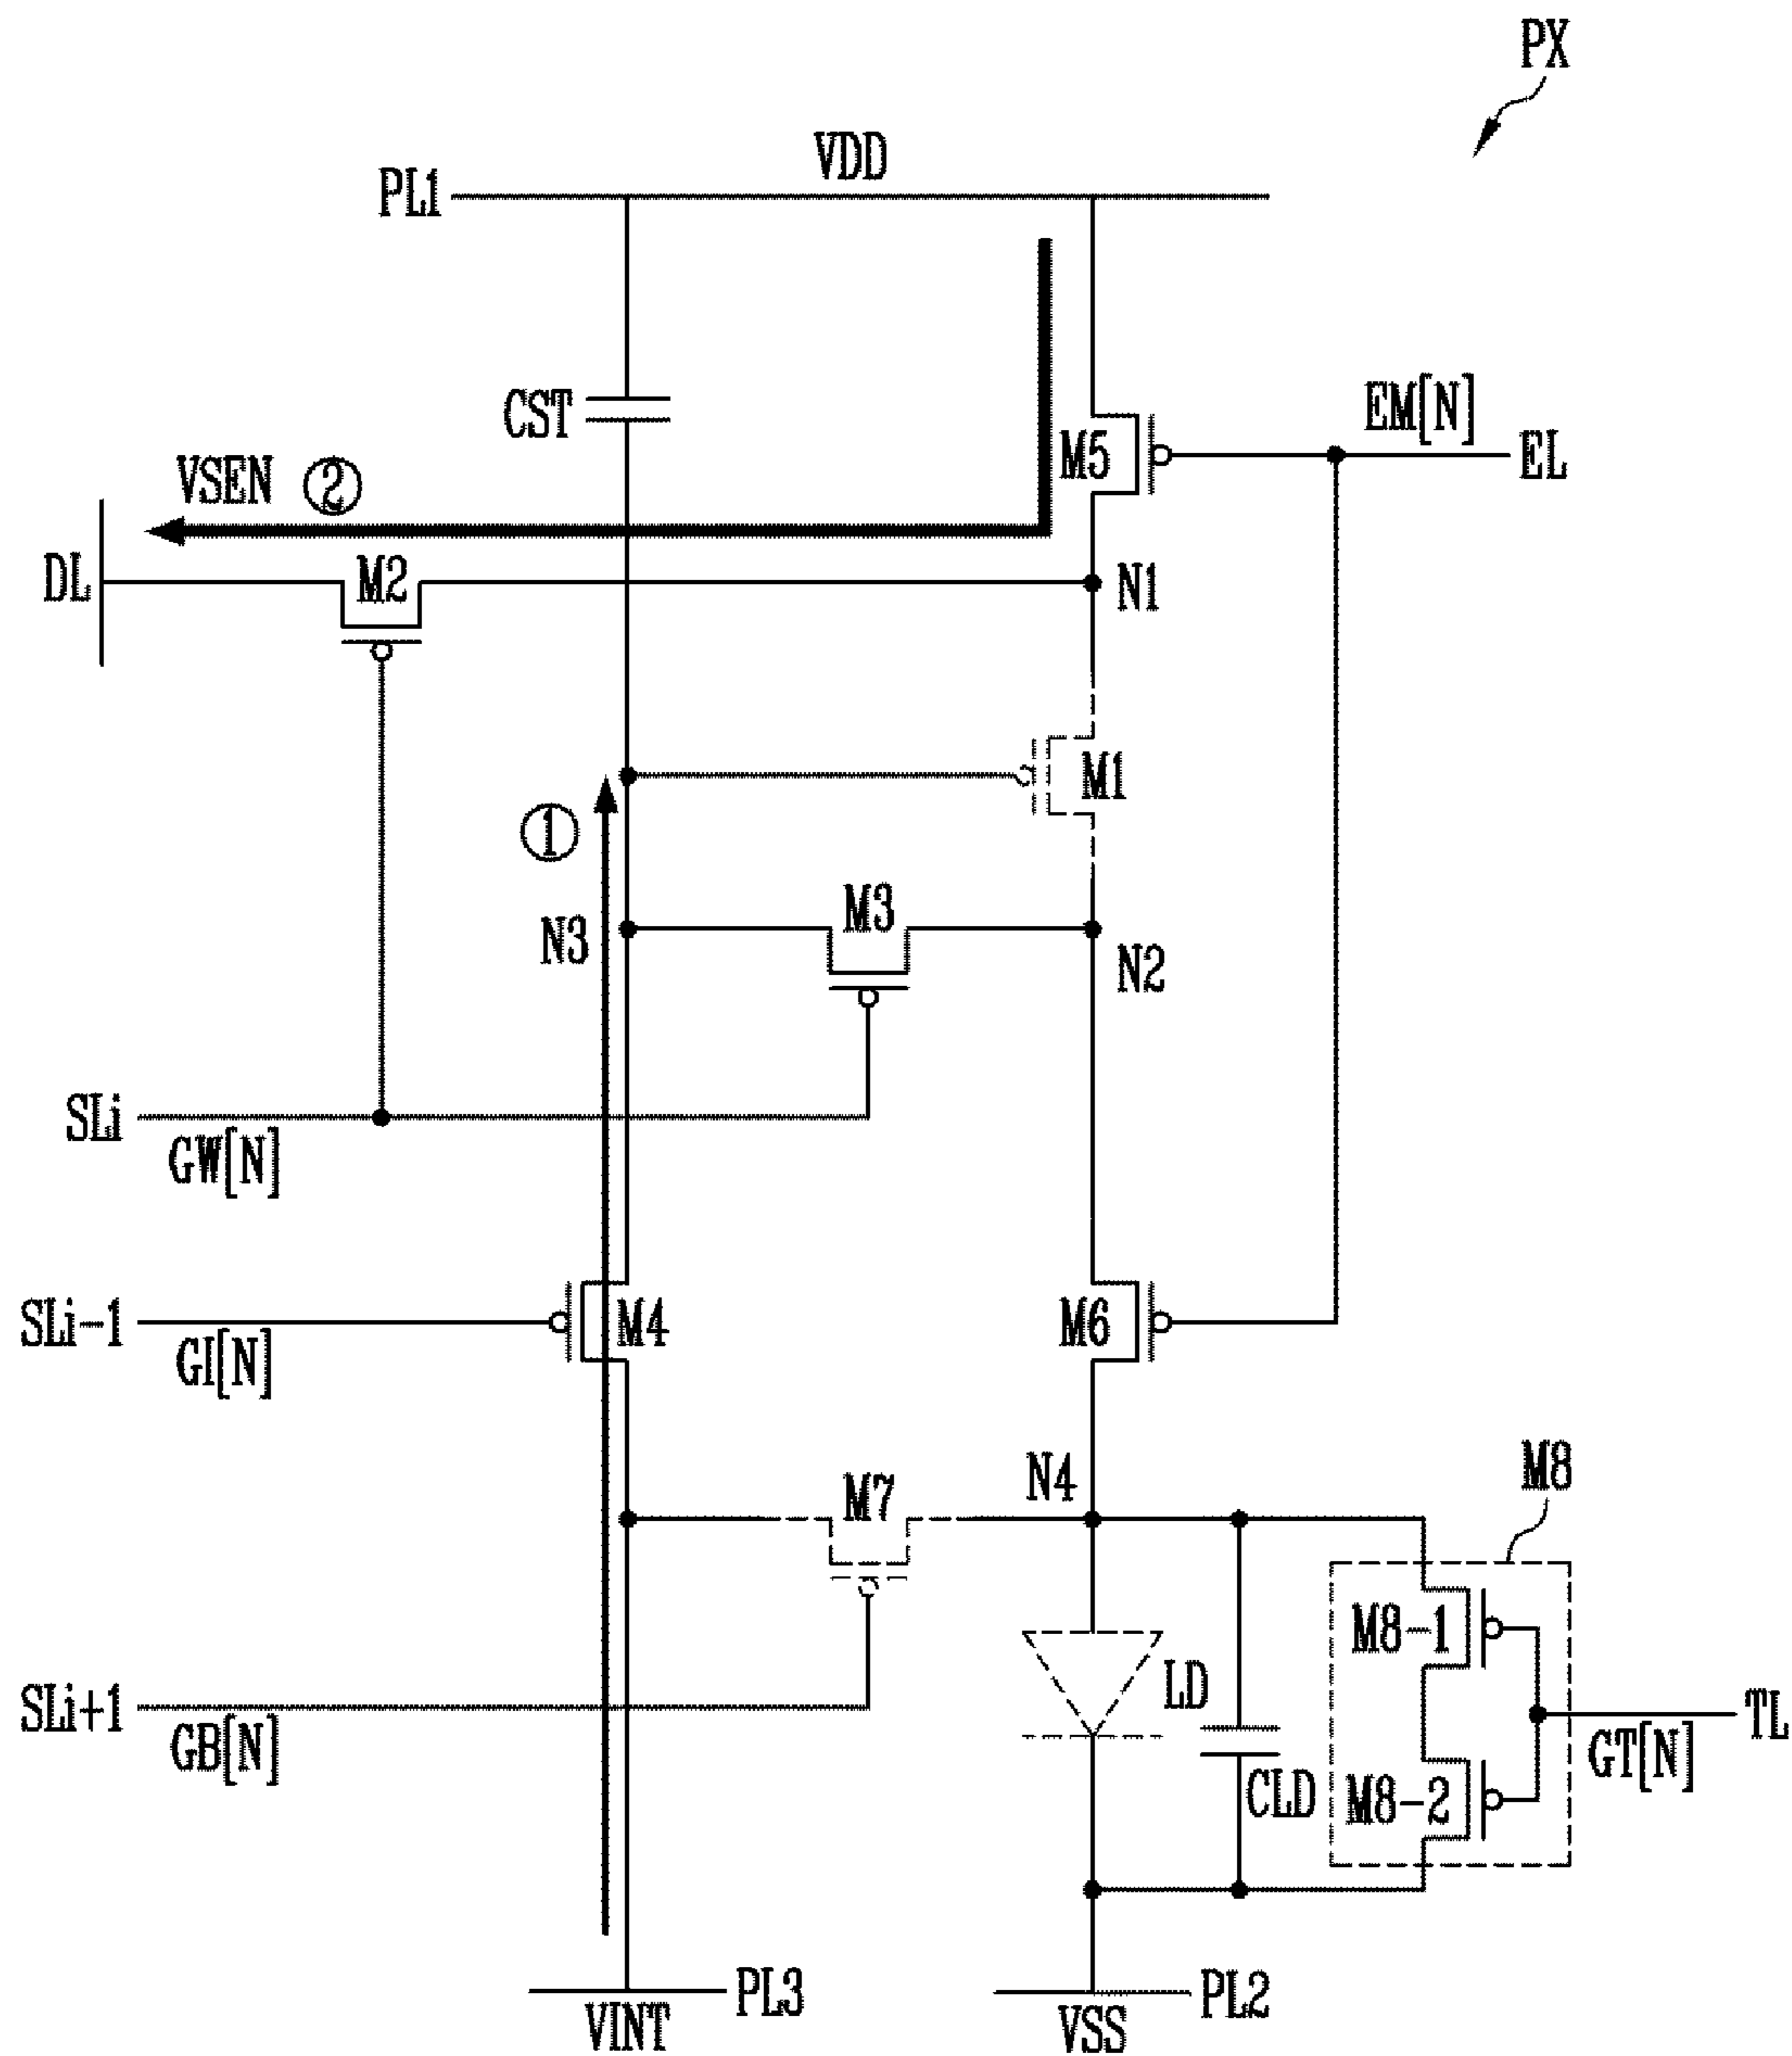 PX
VDD
PL1
CST
EM[N]
M5
EL
VSEN ②
DL
M2
N1
M1
①
M3
N3
N2
SLi
GW[N]
SLi-1
M4
M6
GI[N]
M8
N4
M7
M8-1
LD
SLi+1
TL
GB[N]
GT[N]
CLD
M8-2
PL3
PL2
VINT
VSS